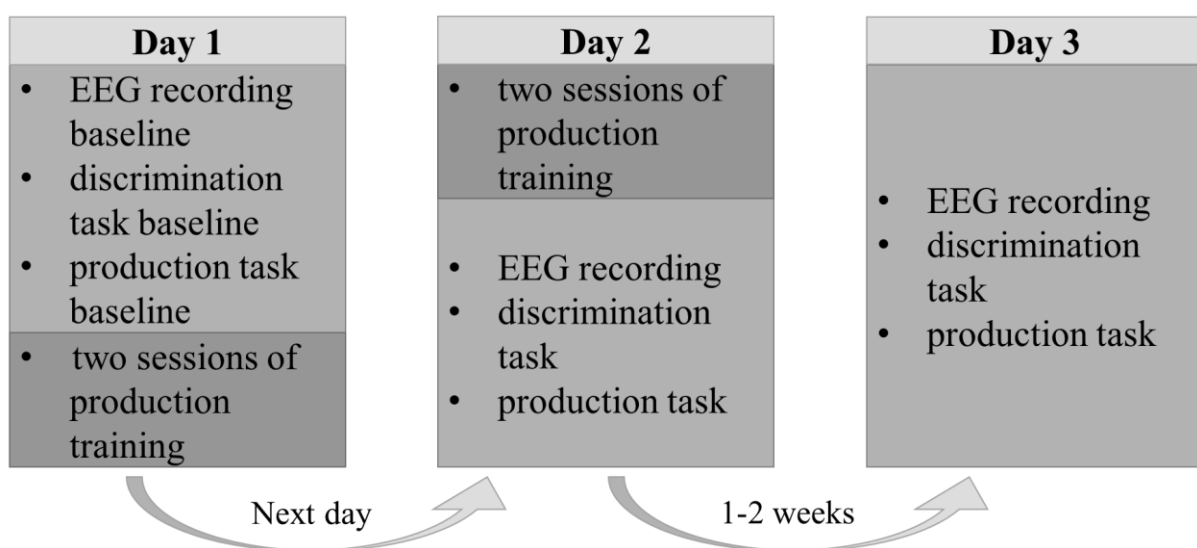 Day 1
• EEG recording
baseline
• discrimination
task baseline
• production task
baseline
• two sessions of
production
training
Day 2
• two sessions of
production
training
• EEG recording
• discrimination
task
• production task
Day 3
• EEG recording
• discrimination
task
• production task
Next day
1-2 weeks